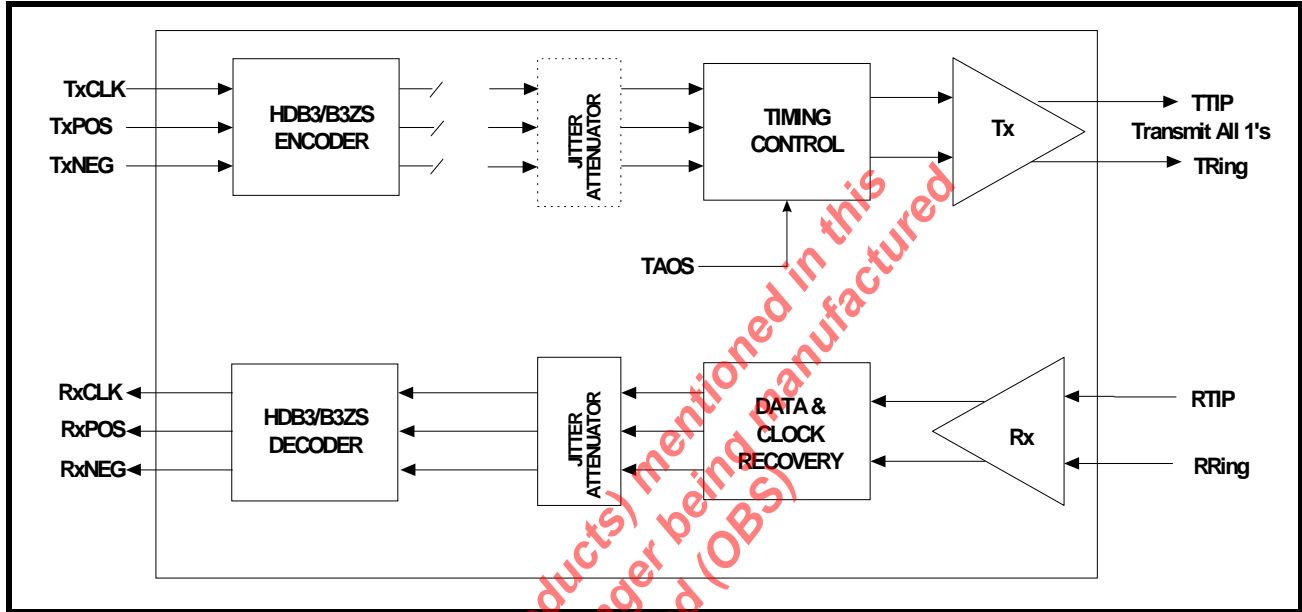 TxCLK
TxPOS
TxNEG
HDB3/B3ZS
ENCODER
JITTER
ATTENUATOR
TIMING
CONTROL
Tx
TTIP
Transmit All 1's
TRing
TAOS
RxCLK
RxPOS
RxNEG
HDB3/B3ZS
DECODER
JITTER
ATTENUATOR
DATA &
CLOCK
RECOVERY
Rx
RTIP
RRing
ducts) mentioned in this
ger being manufactured
d (OBS)